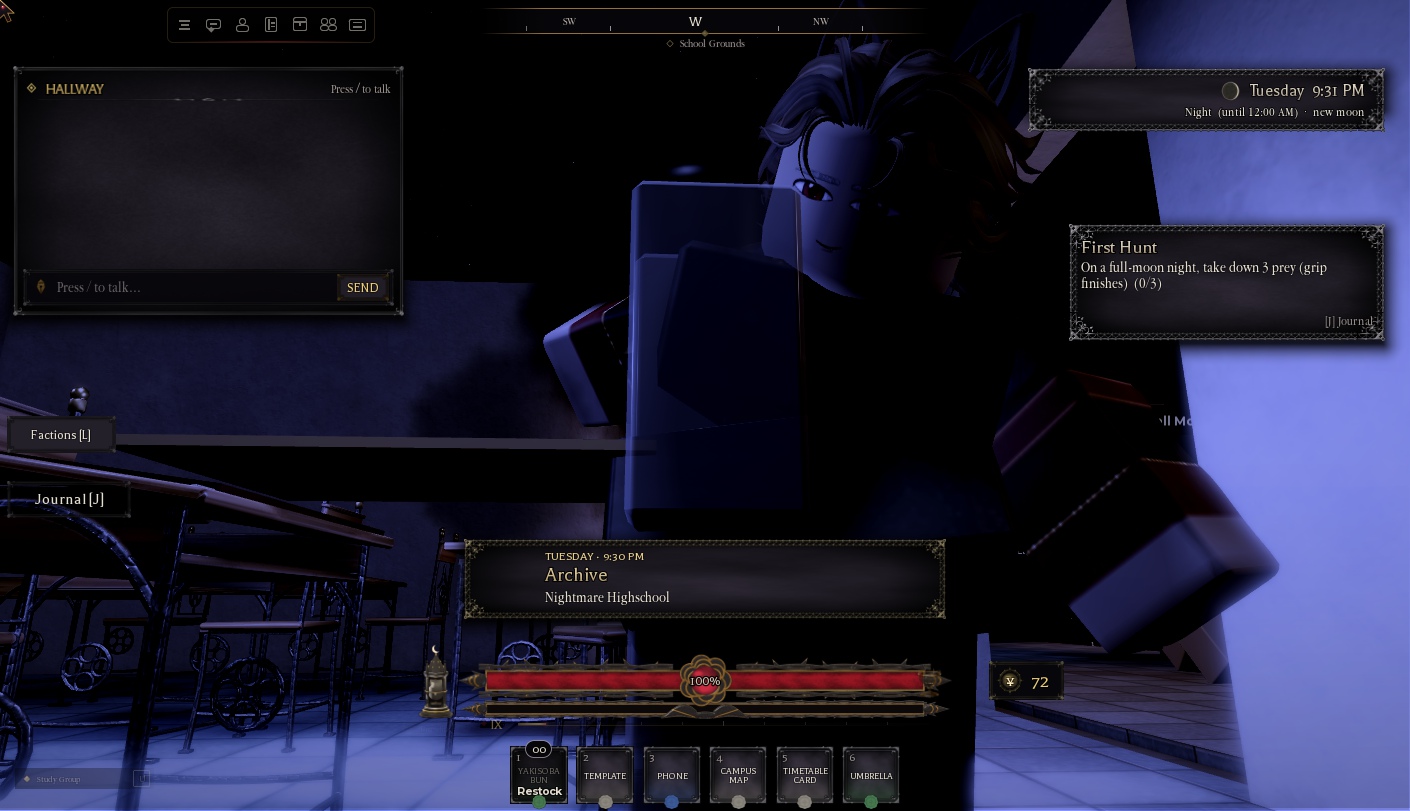 SW
W
NW
School Grounds
HALLWAY
Press / to talk
Press / to talk...
SEND
Tuesday 9:31 PM
Night (until 12:00 AM) · new moon
First Hunt
On a full-moon night, take down 3 prey (grip
finishes) (0/3)
[J] Journal
Factions [L]
Journal [J]
TUESDAY · 9:30 PM
Archive
Nightmare Highschool
100%
¥ 72
IX
1
00
YAKISOBA
BUN
Restock
2
TEMPLATE
3
PHONE
4
CAMPUS
MAP
5
TIMETABLE
CARD
6
UMBRELLA
Study Group